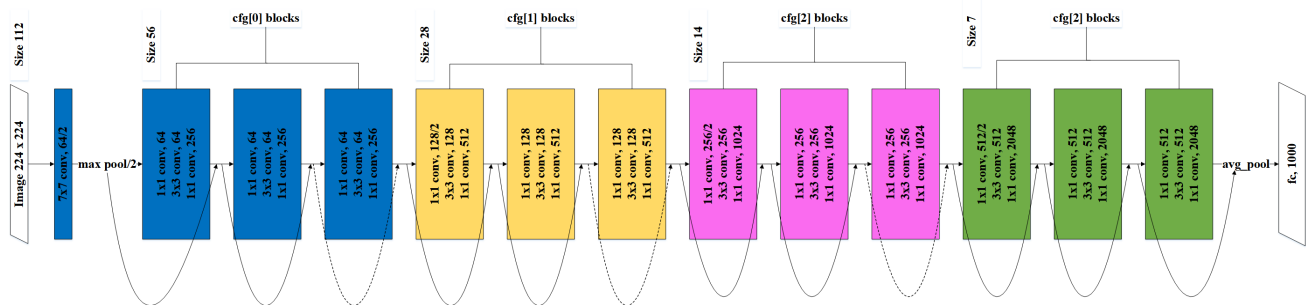 Size 112
Image 224 x 224
7x7 conv, 64/2
max pool/2
Size 56
cfg[0] blocks
1x1 conv, 64
3x3 conv, 64
1x1 conv, 256
1x1 conv, 64
3x3 conv, 64
1x1 conv, 256
1x1 conv, 64
3x3 conv, 64
1x1 conv, 256
Size 28
cfg[1] blocks
1x1 conv, 128/2
3x3 conv, 128
1x1 conv, 512
1x1 conv, 128
3x3 conv, 128
1x1 conv, 512
1x1 conv, 128
3x3 conv, 128
1x1 conv, 512
Size 14
cfg[2] blocks
1x1 conv, 256/2
3x3 conv, 256
1x1 conv, 1024
1x1 conv, 256
3x3 conv, 256
1x1 conv, 1024
1x1 conv, 256
3x3 conv, 256
1x1 conv, 1024
Size 7
cfg[2] blocks
1x1 conv, 512/2
3x3 conv, 512
1x1 conv, 2048
1x1 conv, 512
3x3 conv, 512
1x1 conv, 2048
1x1 conv, 512
3x3 conv, 512
1x1 conv, 2048
avg_pool
fc, 1000